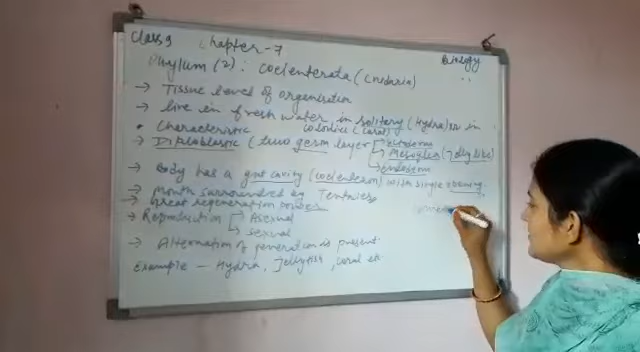 Class 9 Chapter-7
Biology
Phylum (2): Coelenterata (Cnidaria)
→ Tissue level of organisation
→ live in fresh water in solitary (Hydra) or in
colonies (coral)
• Characteristic
→ Diploblastic (two germ layer
→ ectoderm
→ Mesoglea (Jelly like)
→ endoderm
→ Body has a gut cavity (coelenteron) with single opening
→ Mouth surrounded by Tentacles
→ Great regeneration power
→ Reproduction
→ Asexual
→ sexual
→ Alternation of generation is present
Example – Hydra, Jellyfish, coral etc